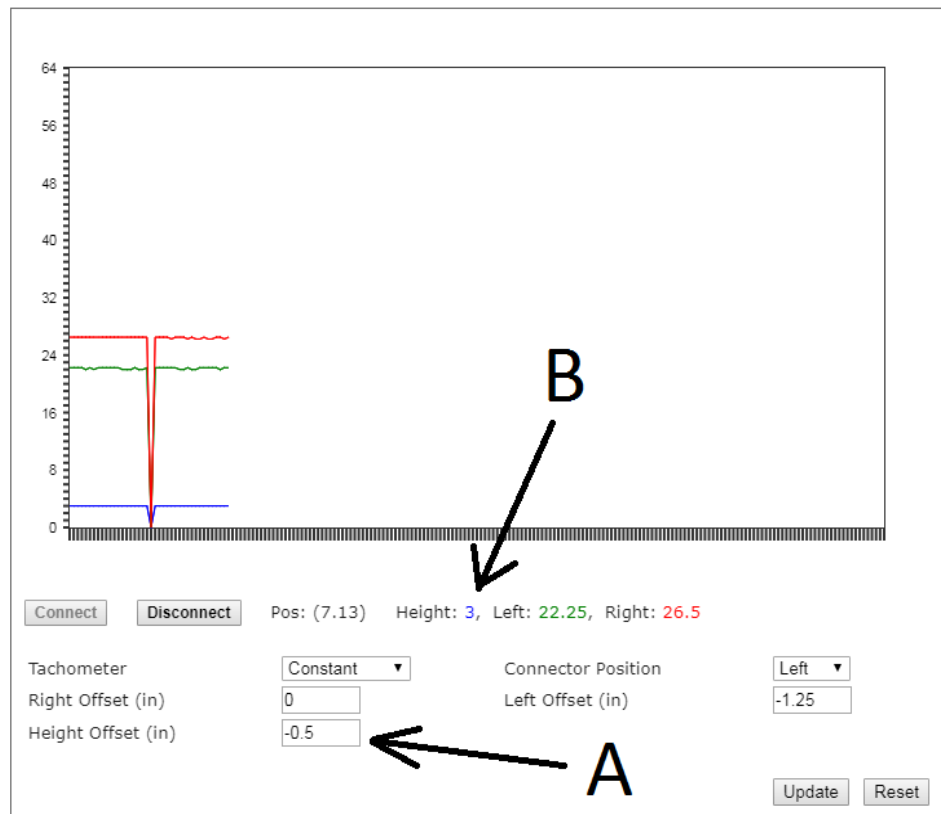 64
56
48
40
32
24
16
8
0
B
Connect Disconnect Pos: (7.13) Height: 3, Left: 22.25, Right: 26.5
Tachometer Constant Connector Position Left
Right Offset (in) 0 Left Offset (in) -1.25
Height Offset (in) -0.5
A
Update Reset